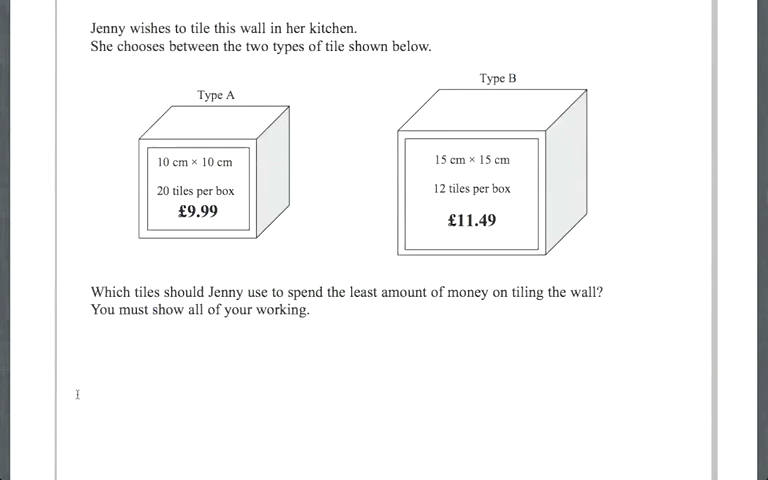 Jenny wishes to tile this wall in her kitchen.
She chooses between the two types of tile shown below.
Type A
10 cm × 10 cm
20 tiles per box
£9.99
Type B
15 cm × 15 cm
12 tiles per box
£11.49
Which tiles should Jenny use to spend the least amount of money on tiling the wall?
You must show all of your working.